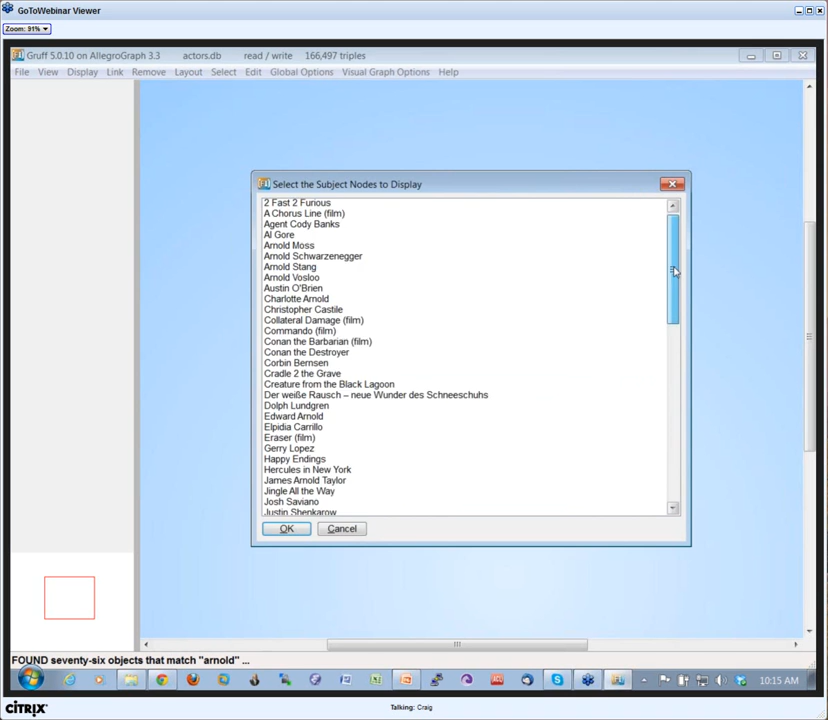 GoToWebinar Viewer
Zoom: 91%
Gruff 5.0.10 on AllegroGraph 3.3 actors.db read / write 166,497 triples
File View Display Link Remove Layout Select Edit Global Options Visual Graph Options Help
Select the Subject Nodes to Display
2 Fast 2 Furious
A Chorus Line (film)
Agent Cody Banks
Al Gore
Arnold Moss
Arnold Schwarzenegger
Arnold Stang
Arnold Vosloo
Austin O'Brien
Charlotte Arnold
Christopher Castile
Collateral Damage (film)
Commando (film)
Conan the Barbarian (film)
Conan the Destroyer
Corbin Bernsen
Cradle 2 the Grave
Creature from the Black Lagoon
Der weiße Rausch – neue Wunder des Schneeschuhs
Dolph Lundgren
Edward Arnold
Elpidia Carrillo
Eraser (film)
Gerry Lopez
Happy Endings
Hercules in New York
James Arnold Taylor
Jingle All the Way
Josh Saviano
Justin Shenkarow
OK Cancel
FOUND seventy-six objects that match "arnold" ...
10:15 AM
CITRIX
Talking: Craig